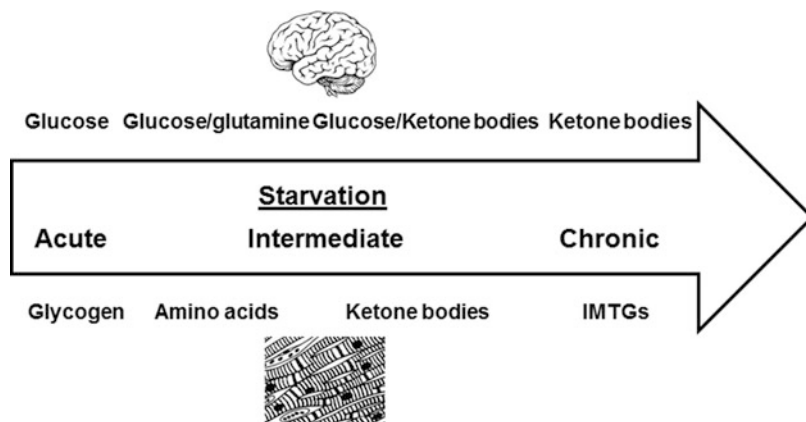 Glucose Glucose/glutamine Glucose/Ketone bodies Ketone bodies
Starvation
Acute Intermediate Chronic
Glycogen Amino acids Ketone bodies IMTGs